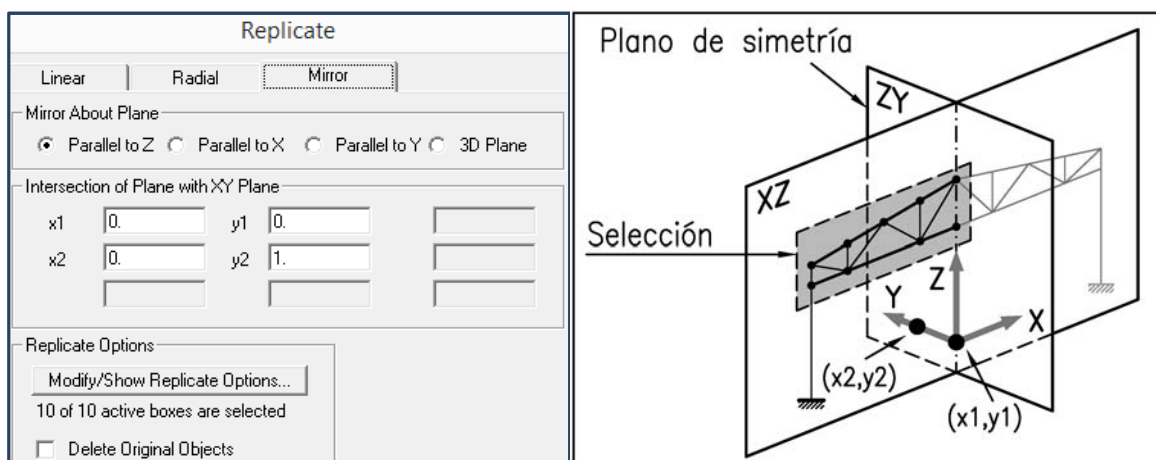 Replicate
Linear Radial Mirror
Mirror About Plane
Parallel to Z Parallel to X Parallel to Y 3D Plane
Intersection of Plane with XY Plane
x1 0. y1 0.
x2 0. y2 1.
Replicate Options
Modify/Show Replicate Options...
10 of 10 active boxes are selected
Delete Original Objects
Plano de simetría
ZY
XZ
Selección
Z
Y
X
(x2,y2)
(x1,y1)